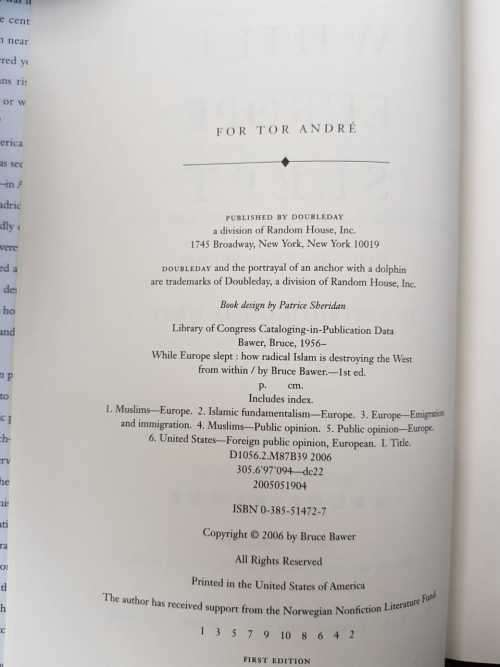 FOR TOR ANDRÉ
PUBLISHED BY DOUBLEDAY
a division of Random House, Inc.
1745 Broadway, New York, New York 10019
DOUBLEDAY and the portrayal of an anchor with a dolphin
are trademarks of Doubleday, a division of Random House, Inc.
Book design by Patrice Sheridan
Library of Congress Cataloging-in-Publication Data
Bawer, Bruce, 1956–
While Europe slept : how radical Islam is destroying the West
from within / by Bruce Bawer.—1st ed.
p. cm.
Includes index.
1. Muslims—Europe. 2. Islamic fundamentalism—Europe. 3. Europe—Emigration
and immigration. 4. Muslims—Public opinion. 5. Public opinion—Europe.
6. United States—Foreign public opinion, European. I. Title.
D1056.2.M87B39 2006
305.6'97'094—dc22
2005051904
ISBN 0-385-51472-7
Copyright © 2006 by Bruce Bawer
All Rights Reserved
Printed in the United States of America
The author has received support from the Norwegian Nonfiction Literature Fund
1 3 5 7 9 10 8 6 4 2
FIRST EDITION